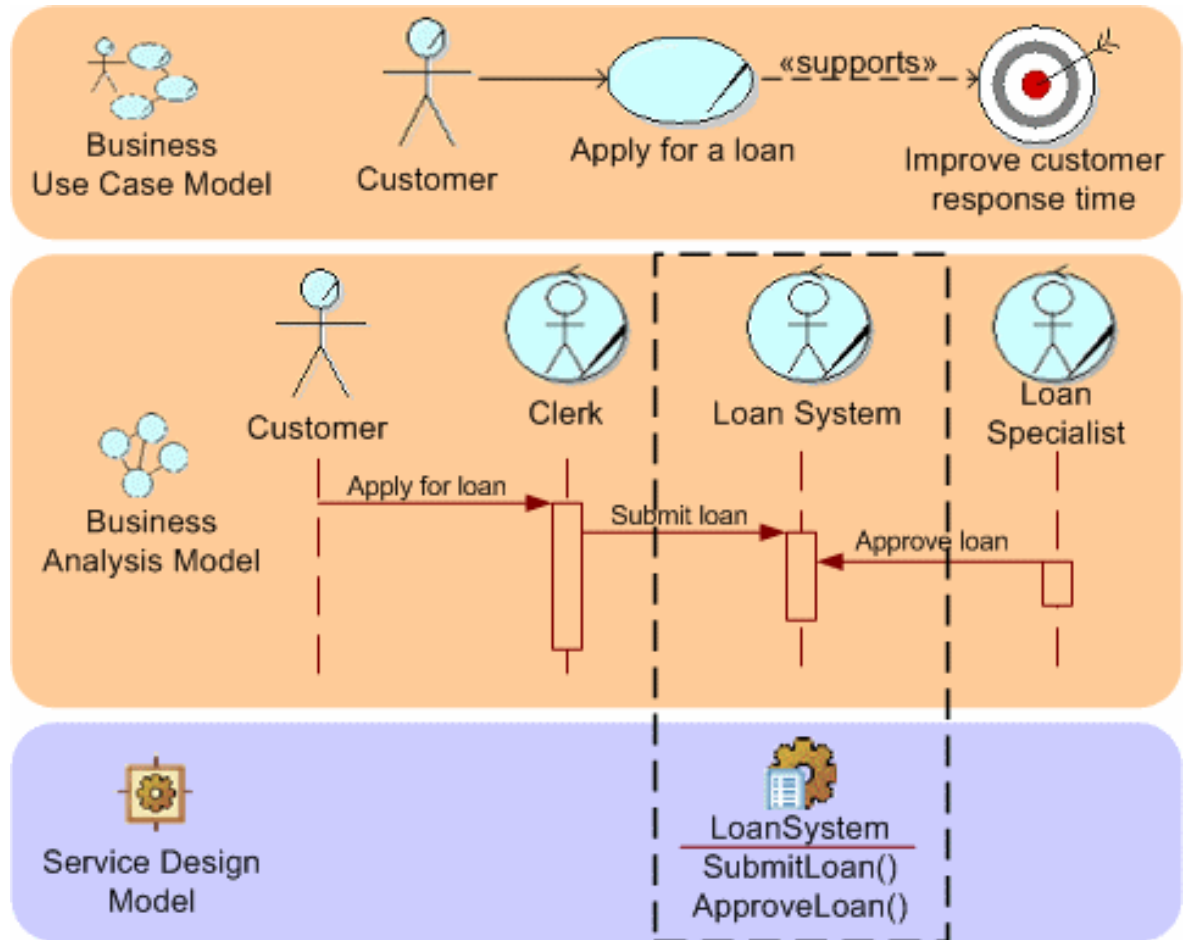 Business
Use Case Model
Customer
Apply for a loan
«supports»
Improve customer
response time
Business
Analysis Model
Customer
Clerk
Loan System
Loan
Specialist
Apply for loan
Submit loan
Approve loan
Service Design
Model
LoanSystem
SubmitLoan()
ApproveLoan()